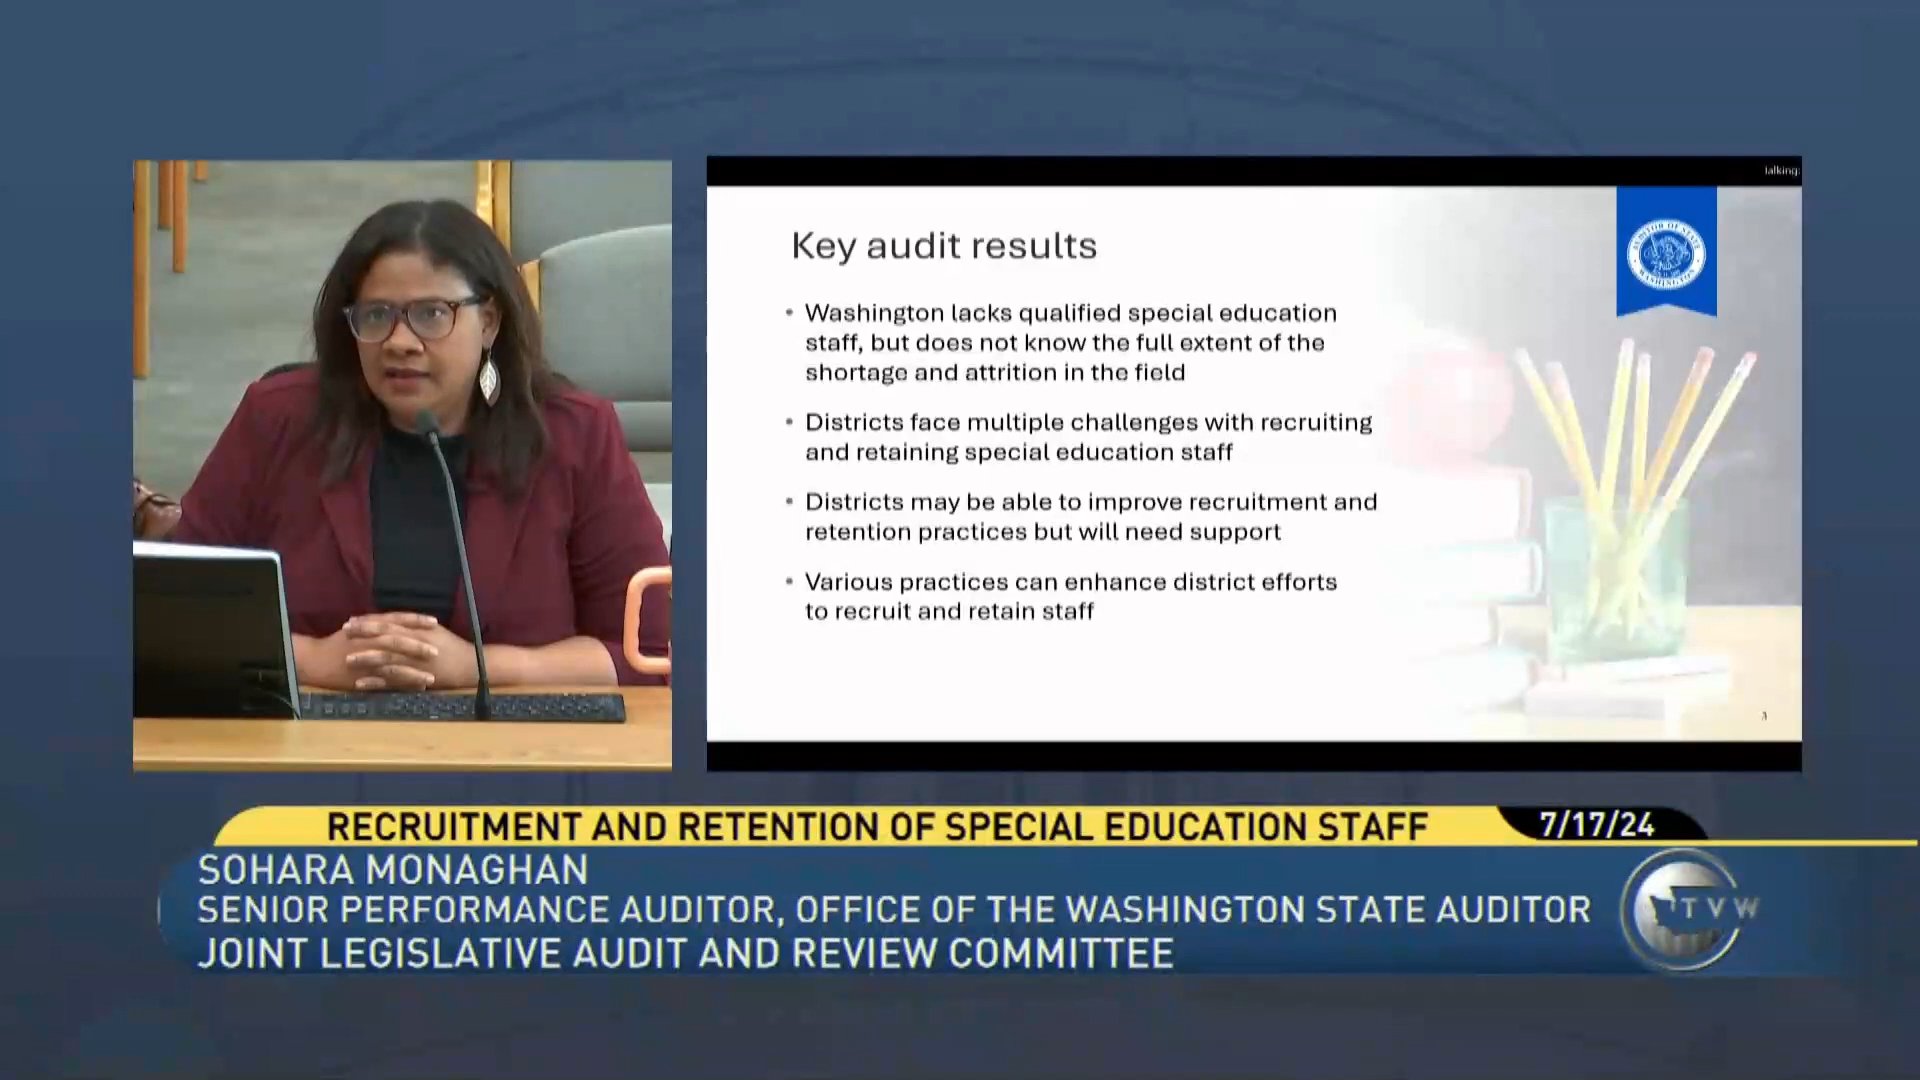 Talking:
Key audit results
• Washington lacks qualified special education
staff, but does not know the full extent of the
shortage and attrition in the field
• Districts face multiple challenges with recruiting
and retaining special education staff
• Districts may be able to improve recruitment and
retention practices but will need support
• Various practices can enhance district efforts
to recruit and retain staff
3
RECRUITMENT AND RETENTION OF SPECIAL EDUCATION STAFF
7/17/24
SOHARA MONAGHAN
SENIOR PERFORMANCE AUDITOR, OFFICE OF THE WASHINGTON STATE AUDITOR
JOINT LEGISLATIVE AUDIT AND REVIEW COMMITTEE
TVW